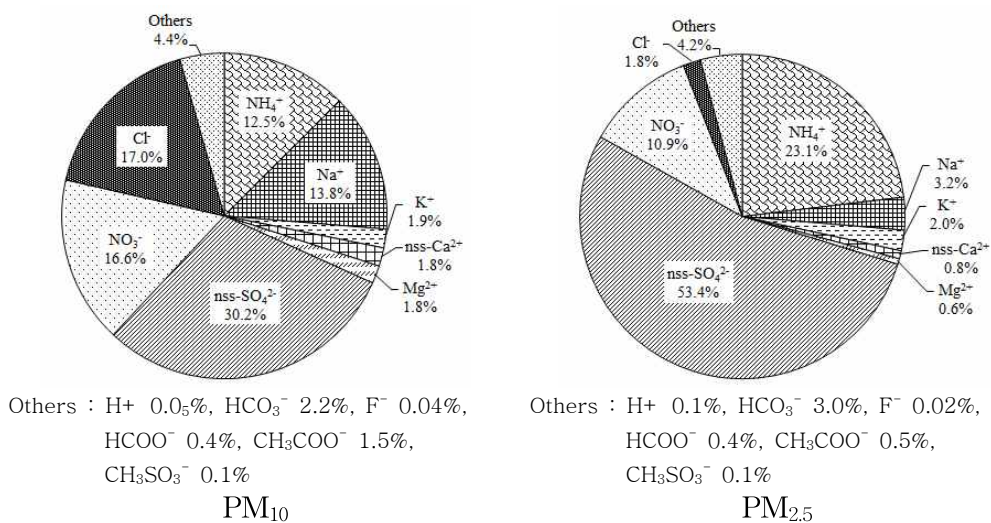 Others
4.4%
NH₄⁺
12.5%
Na⁺
13.8%
K⁺
1.9%
nss-Ca²⁺
1.8%
Mg²⁺
1.8%
nss-SO₄²⁻
30.2%
NO₃⁻
16.6%
Cl⁻
17.0%
Others : H+ 0.0₅%, HCO₃⁻ 2.2%, F⁻ 0.04%,
HCOO⁻ 0.4%, CH₃COO⁻ 1.5%,
CH₃SO₃⁻ 0.1%
PM₁₀
Others
4.2%
NH₄⁺
23.1%
Na⁺
3.2%
K⁺
2.0%
nss-Ca²⁺
0.8%
Mg²⁺
0.6%
nss-SO₄²⁻
53.4%
NO₃⁻
10.9%
Cl⁻
1.8%
Others : H+ 0.1%, HCO₃⁻ 3.0%, F⁻ 0.02%,
HCOO⁻ 0.4%, CH₃COO⁻ 0.5%,
CH₃SO₃⁻ 0.1%
PM₂.₅